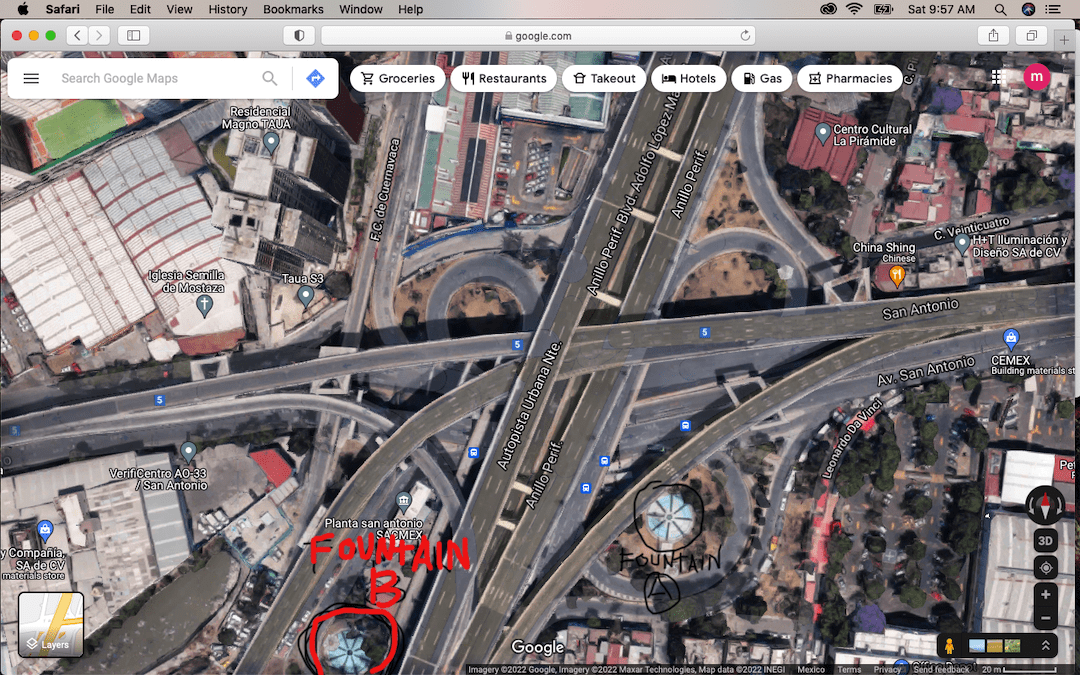 Safari File Edit View History Bookmarks Window Help
Sat 9:57 AM
google.com
Search Google Maps
Groceries
Restaurants
Takeout
Hotels
Gas
Pharmacies
m
C. Pi
Residencial
Magno TAUA
F.C. de Cuernavaca
Anillo Perif. Blvd. Adolfo López Ma
Anillo Perif.
Centro Cultural
La Pirámide
C. Veinticuatro
H+T Iluminación y
Diseño SA de CV
China Shing
Chinese
Iglesia Semilla
de Mostaza
Taua S3
San Antonio
5
5
5
5
Av. San Antonio
CEMEX
Building materials st
Autopista Urbana Nte.
Anillo Perif.
Leonardo Da Vinci
VerifiCentro AO-33
/ San Antonio
Pe
Planta san antonio
SACMEX
y Compañía,
SA de CV
materials store
FOUNTAIN
B
FOUNTAIN
A
3D
Layers
Google
Imagery ©2022 Google, Imagery ©2022 Maxar Technologies, Map data ©2022 INEGI Mexico Terms Privacy Send feedback 20 m